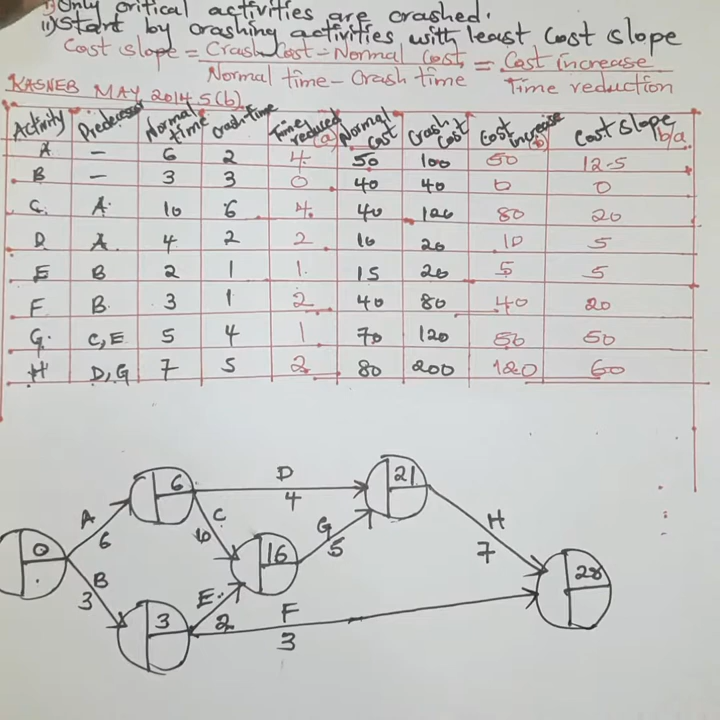 i) Only critical activities are crashed.
ii) Start by crashing activities with least cost slope
Cost slope = Crash Cost - Normal Cost = Cost increase
Normal time - Crash time Time reduction
KASNEB MAY 2014 5(b)
Activity Predecessor Normal time Crash time Time reduced (a) Normal cost Crash cost Cost increase (b) Cost slope b/a
A - 6 2 4 50 100 50 12.5
B - 3 3 0 40 40 0 0
C A 10 6 4 40 120 80 20
D A 4 2 2 10 20 10 5
E B 2 1 1 15 20 5 5
F B 3 1 2 40 80 40 20
G C,E 5 4 1 70 120 50 50
H D,G 7 5 2 80 200 120 60
D
6 21
4
A C
6 10 G H
5 7
0 16
B 28
3 E
3 2 F
3